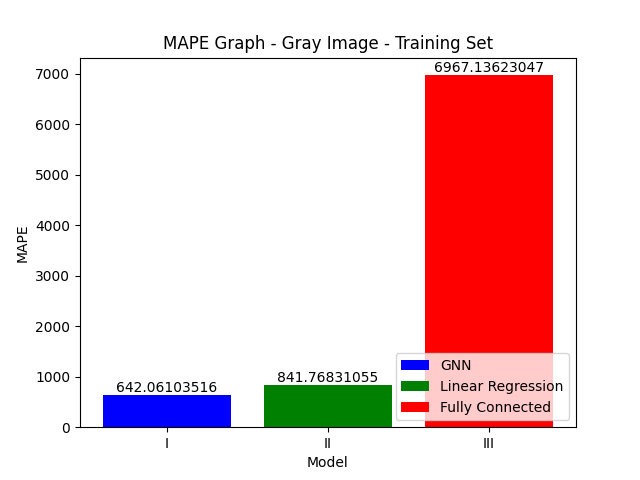 MAPE Graph - Gray Image - Training Set
7000
6000
5000
4000
3000
2000
1000
0
MAPE
642.06103516
841.76831055
6967.13623047
GNN
Linear Regression
Fully Connected
I
II
III
Model